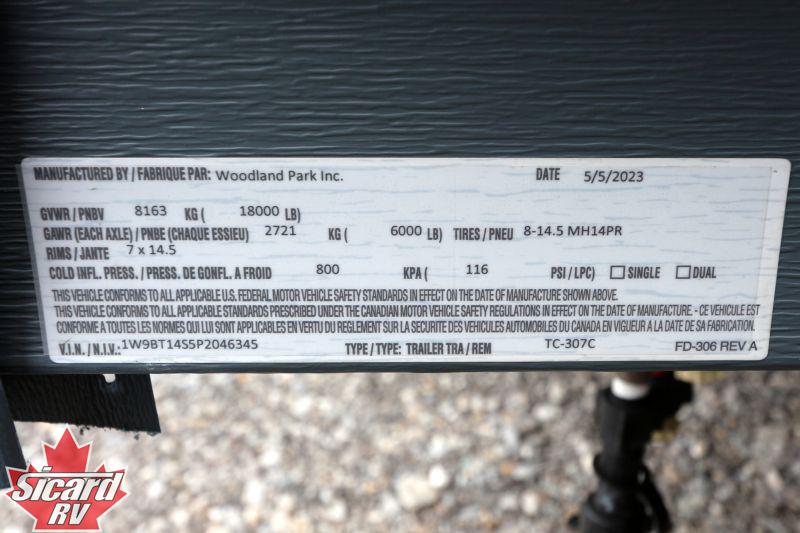 MANUFACTURED BY / FABRIQUE PAR: Woodland Park Inc. DATE 5/5/2023
GVWR / PNBV 8163 KG ( 18000 LB)
GAWR (EACH AXLE) / PNBE (CHAQUE ESSIEU) 2721 KG ( 6000 LB) TIRES / PNEU 8-14.5 MH14PR
RIMS / JANTE 7 x 14.5
COLD INFL. PRESS. / PRESS. DE GONFL. A FROID 800 KPA ( 116 PSI / LPC) SINGLE DUAL
THIS VEHICLE CONFORMS TO ALL APPLICABLE U.S. FEDERAL MOTOR VEHICLE SAFETY STANDARDS IN EFFECT ON THE DATE OF MANUFACTURE SHOWN ABOVE.
THIS VEHICLE CONFORMS TO ALL APPLICABLE STANDARDS PRESCRIBED UNDER THE CANADIAN MOTOR VEHICLE SAFETY REGULATIONS IN EFFECT ON THE DATE OF MANUFACTURE. - CE VEHICULE EST
CONFORME A TOUTES LES NORMES QUI LUI SONT APPLICABLES EN VERTU DU REGLEMENT SUR LA SECURITE DES VEHICULES AUTOMOBILES DU CANADA EN VIGUEUR A LA DATE DE SA FABRICATION.
V.I.N. / N.I.V.: 1W9BT14S5P2046345 TYPE / TYPE: TRAILER TRA / REM TC-307C FD-306 REV A
Sicard
RV